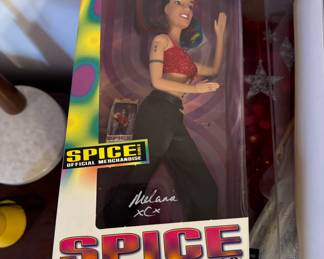 SPICE
OFFICIAL MERCHANDISE
Melanie
xCx
SPICE